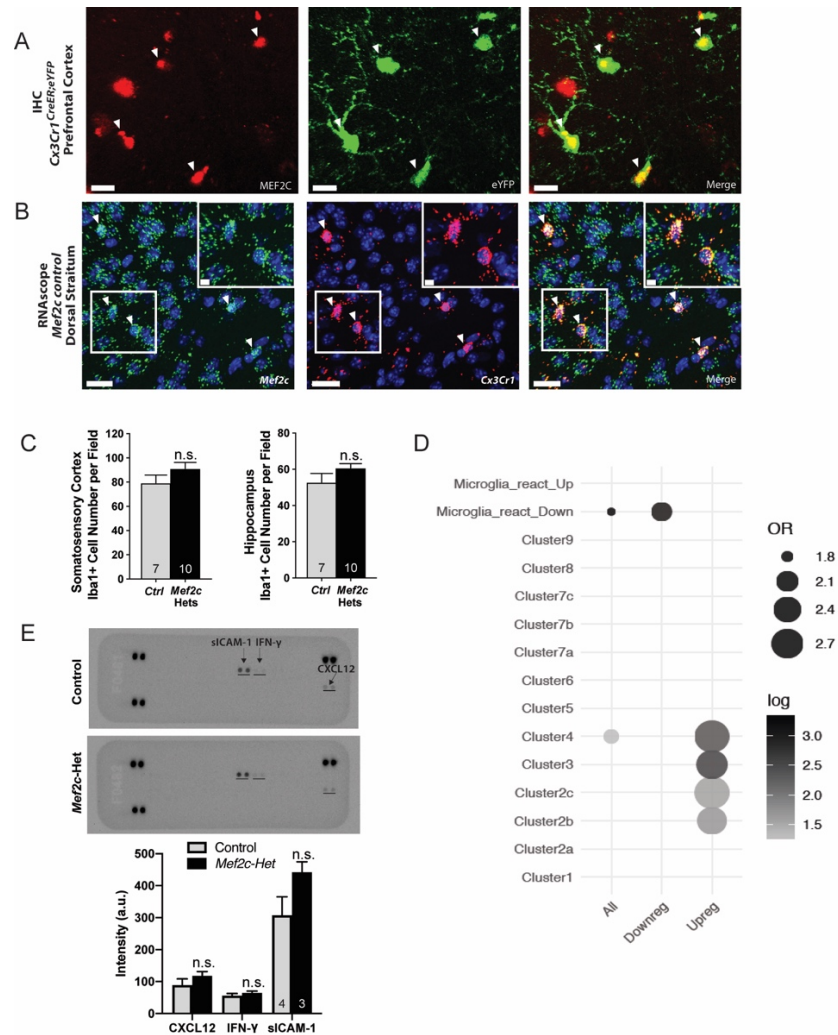 A
IHC
Cx3Cr1CreER;eYFP
Prefrontal Cortex
MEF2C
eYFP
Merge
B
RNAscope
Mef2c control
Dorsal Straitum
Mef2c
Cx3Cr1
Merge
C
Somatosensory Cortex
Iba1+ Cell Number per Field
100
80
60
40
20
0
n.s.
7
10
Ctrl
Mef2c
Hets
Hippocampus
Iba1+ Cell Number per Field
80
60
40
20
0
n.s.
7
10
Ctrl
Mef2c
Hets
D
Microglia_react_Up
Microglia_react_Down
Cluster9
Cluster8
Cluster7c
Cluster7b
Cluster7a
Cluster6
Cluster5
Cluster4
Cluster3
Cluster2c
Cluster2b
Cluster2a
Cluster1
All
Downreg
Upreg
OR
1.8
2.1
2.4
2.7
log
3.0
2.5
2.0
1.5
E
Control
sICAM-1 IFN-γ
CXCL12
Mef2c-Het
Control
Mef2c-Het
Intensity (a.u.)
500
400
300
200
100
0
n.s.
n.s.
n.s.
4
3
CXCL12
IFN-γ
sICAM-1